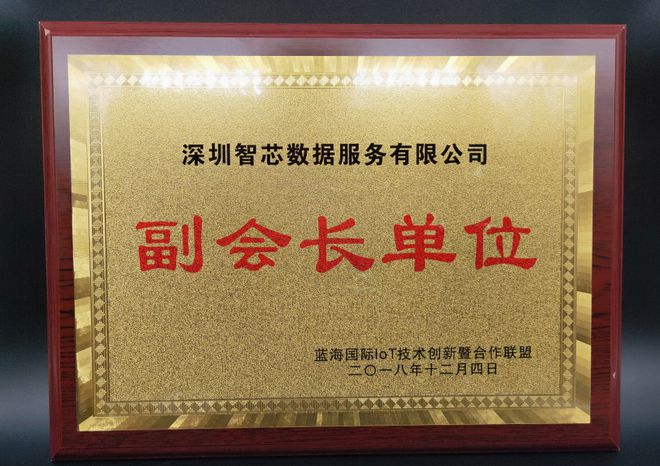 深圳智芯数据服务有限公司
副会长单位
蓝海国际IoT技术创新暨合作联盟
二〇一八年十二月四日